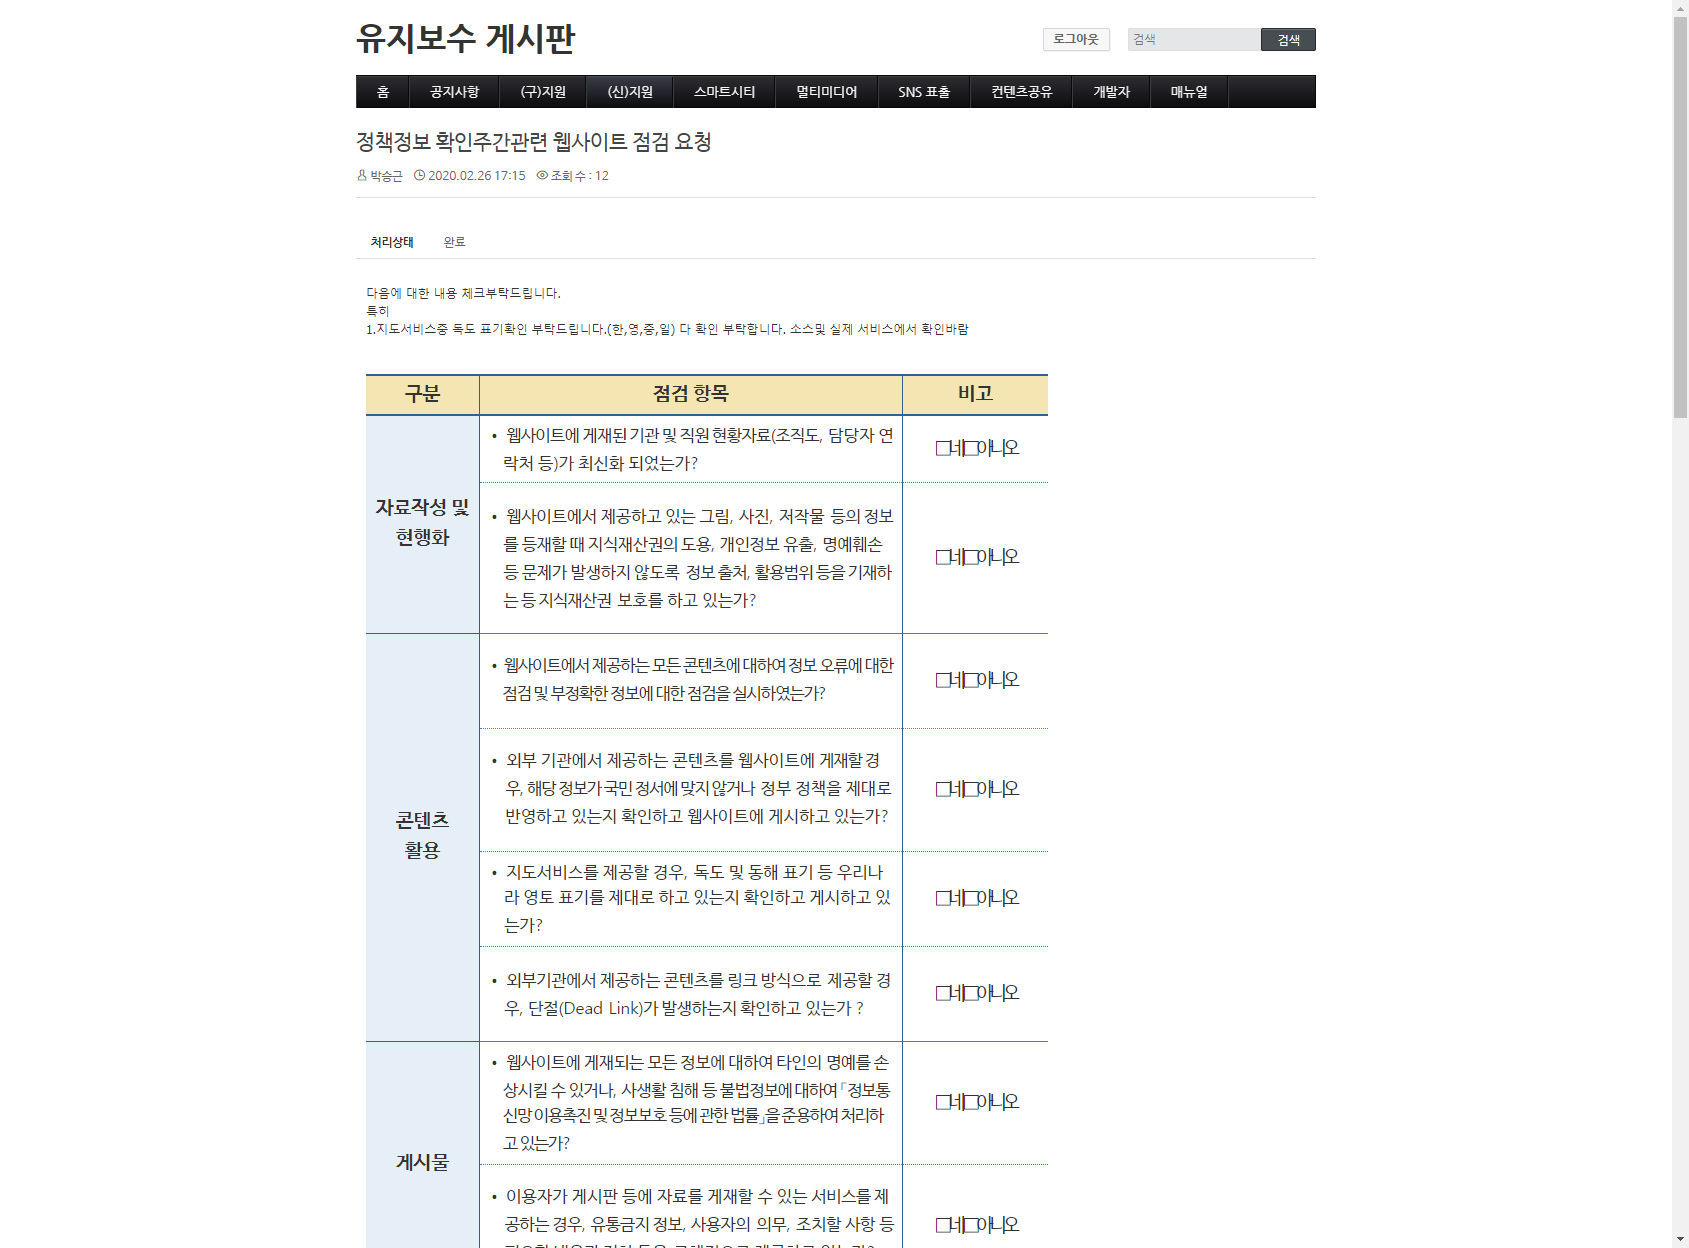 유지보수 게시판
로그아웃 검색 검색
홈 공지사항 (구)지원 (신)지원 스마트시티 멀티미디어 SNS 표출 컨텐츠공유 개발자 매뉴얼
정책정보 확인주간관련 웹사이트 점검 요청
박승근 2020.02.26 17:15 조회 수 : 12
처리상태 완료
다음에 대한 내용 체크부탁드립니다.
특히
1.지도서비스중 독도 표기확인 부탁드립니다.(한,영,중,일) 다 확인 부탁합니다. 소스및 실제 서비스에서 확인바람
구분 점검 항목 비고
자료작성 및
현행화
• 웹사이트에 게재된 기관 및 직원 현황자료(조직도, 담당자 연
락처 등)가 최신화 되었는가?
□네□아니오
• 웹사이트에서 제공하고 있는 그림, 사진, 저작물 등의 정보
를 등재할 때 지식재산권의 도용, 개인정보 유출, 명예훼손
등 문제가 발생하지 않도록 정보 출처, 활용범위 등을 기재하
는 등 지식재산권 보호를 하고 있는가?
□네□아니오
콘텐츠
활용
• 웹사이트에서 제공하는 모든 콘텐츠에 대하여 정보 오류에 대한
점검 및 부정확한 정보에 대한 점검을 실시하였는가?
□네□아니오
• 외부 기관에서 제공하는 콘텐츠를 웹사이트에 게재할 경
우, 해당 정보가 국민 정서에 맞지 않거나 정부 정책을 제대로
반영하고 있는지 확인하고 웹사이트에 게시하고 있는가?
□네□아니오
• 지도서비스를 제공할 경우, 독도 및 동해 표기 등 우리나
라 영토 표기를 제대로 하고 있는지 확인하고 게시하고 있
는가?
□네□아니오
• 외부기관에서 제공하는 콘텐츠를 링크 방식으로 제공할 경
우, 단절(Dead Link)가 발생하는지 확인하고 있는가 ?
□네□아니오
게시물
• 웹사이트에 게재되는 모든 정보에 대하여 타인의 명예를 손
상시킬 수 있거나, 사생활 침해 등 불법정보에 대하여 「정보통
신망 이용촉진 및 정보보호 등에 관한 법률」을 준용하여 처리하
고 있는가?
□네□아니오
• 이용자가 게시판 등에 자료를 게재할 수 있는 서비스를 제
공하는 경우, 유통금지 정보, 사용자의 의무, 조치할 사항 등
□네□아니오